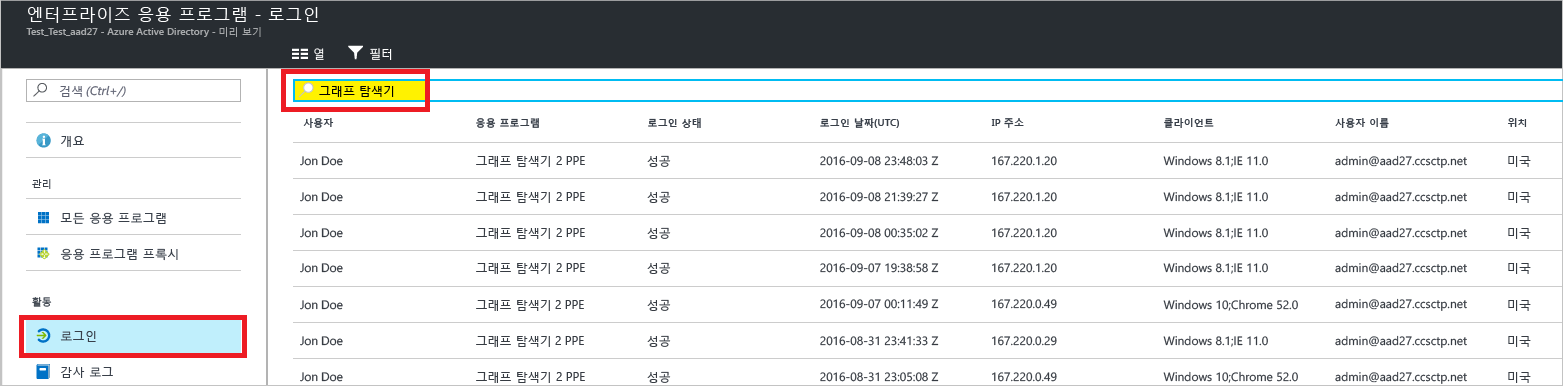 엔터프라이즈 응용 프로그램 - 로그인
Test_Test_aad27 - Azure Active Directory - 미리 보기
열 필터
검색 (Ctrl+/)
개요
관리
모든 응용 프로그램
응용 프로그램 프록시
활동
로그인
감사 로그
그래프 탐색기
사용자 응용 프로그램 로그인 상태 로그인 날짜(UTC) IP 주소 클라이언트 사용자 이름 위치
Jon Doe 그래프 탐색기 2 PPE 성공 2016-09-08 23:48:03 Z 167.220.1.20 Windows 8.1;IE 11.0 admin@aad27.ccsctp.net 미국
Jon Doe 그래프 탐색기 2 PPE 성공 2016-09-08 21:39:27 Z 167.220.1.20 Windows 8.1;IE 11.0 admin@aad27.ccsctp.net 미국
Jon Doe 그래프 탐색기 2 PPE 성공 2016-09-08 00:35:02 Z 167.220.1.20 Windows 8.1;IE 11.0 admin@aad27.ccsctp.net 미국
Jon Doe 그래프 탐색기 2 PPE 성공 2016-09-07 19:38:58 Z 167.220.1.20 Windows 8.1;IE 11.0 admin@aad27.ccsctp.net 미국
Jon Doe 그래프 탐색기 2 PPE 성공 2016-09-07 00:11:49 Z 167.220.0.49 Windows 10;Chrome 52.0 admin@aad27.ccsctp.net 미국
Jon Doe 그래프 탐색기 2 PPE 성공 2016-08-31 23:41:33 Z 167.220.0.29 Windows 8.1;IE 11.0 admin@aad27.ccsctp.net 미국
Jon Doe 그래프 탐색기 2 PPE 성공 2016-08-31 23:05:08 Z 167.220.0.49 Windows 10;Chrome 52.0 admin@aad27.ccsctp.net 미국